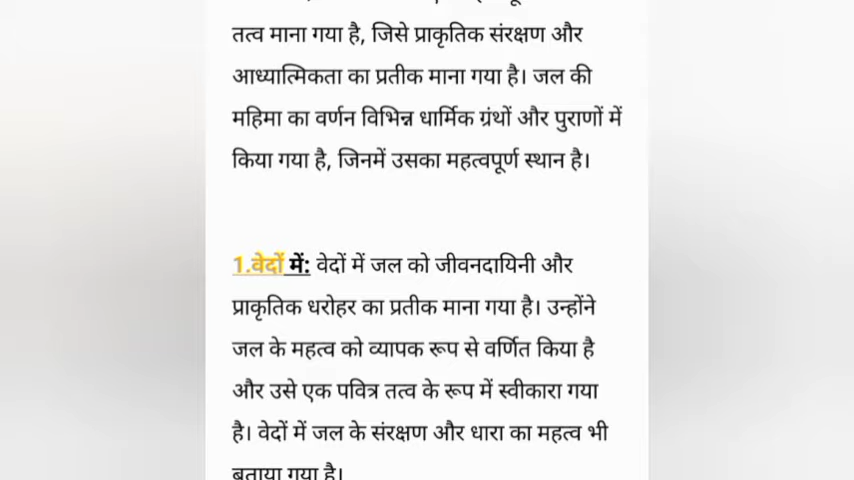 तत्व माना गया है, जिसे प्राकृतिक संरक्षण और
आध्यात्मिकता का प्रतीक माना गया है। जल की
महिमा का वर्णन विभिन्न धार्मिक ग्रंथों और पुराणों में
किया गया है, जिनमें उसका महत्वपूर्ण स्थान है।
1.वेदों में: वेदों में जल को जीवनदायिनी और
प्राकृतिक धरोहर का प्रतीक माना गया है। उन्होंने
जल के महत्व को व्यापक रूप से वर्णित किया है
और उसे एक पवित्र तत्व के रूप में स्वीकारा गया
है। वेदों में जल के संरक्षण और धारा का महत्व भी
बताया गया है।